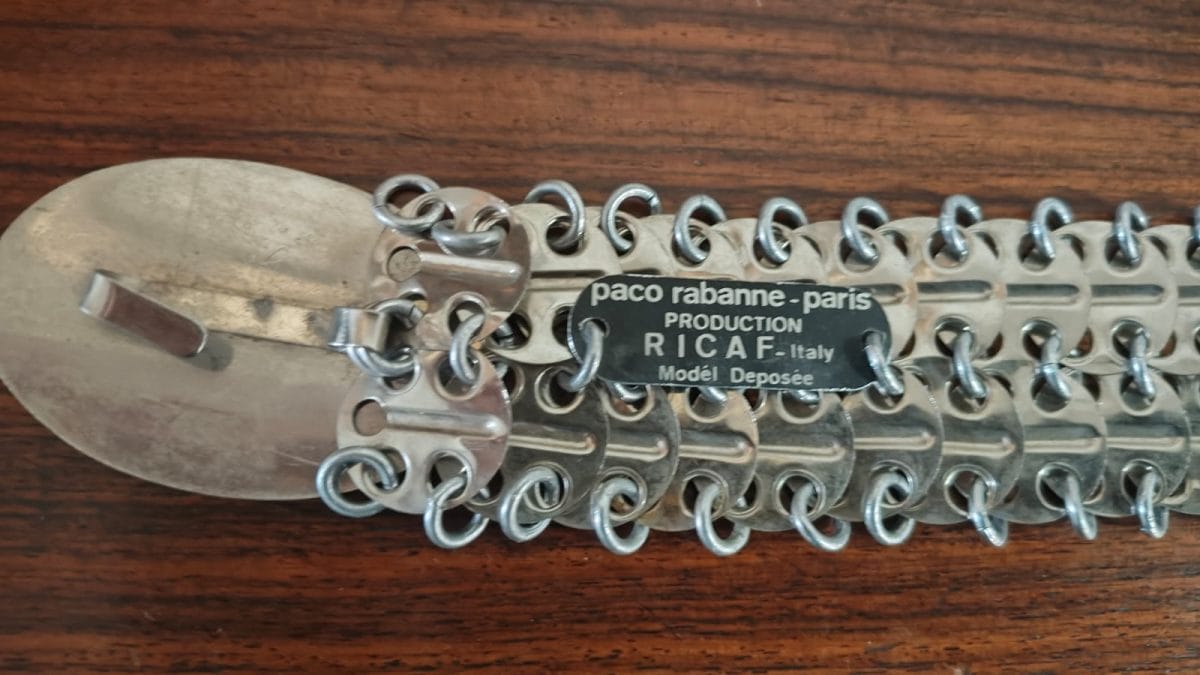 paco rabanne - paris
PRODUCTION
RICAF - Italy
Modél Deposée